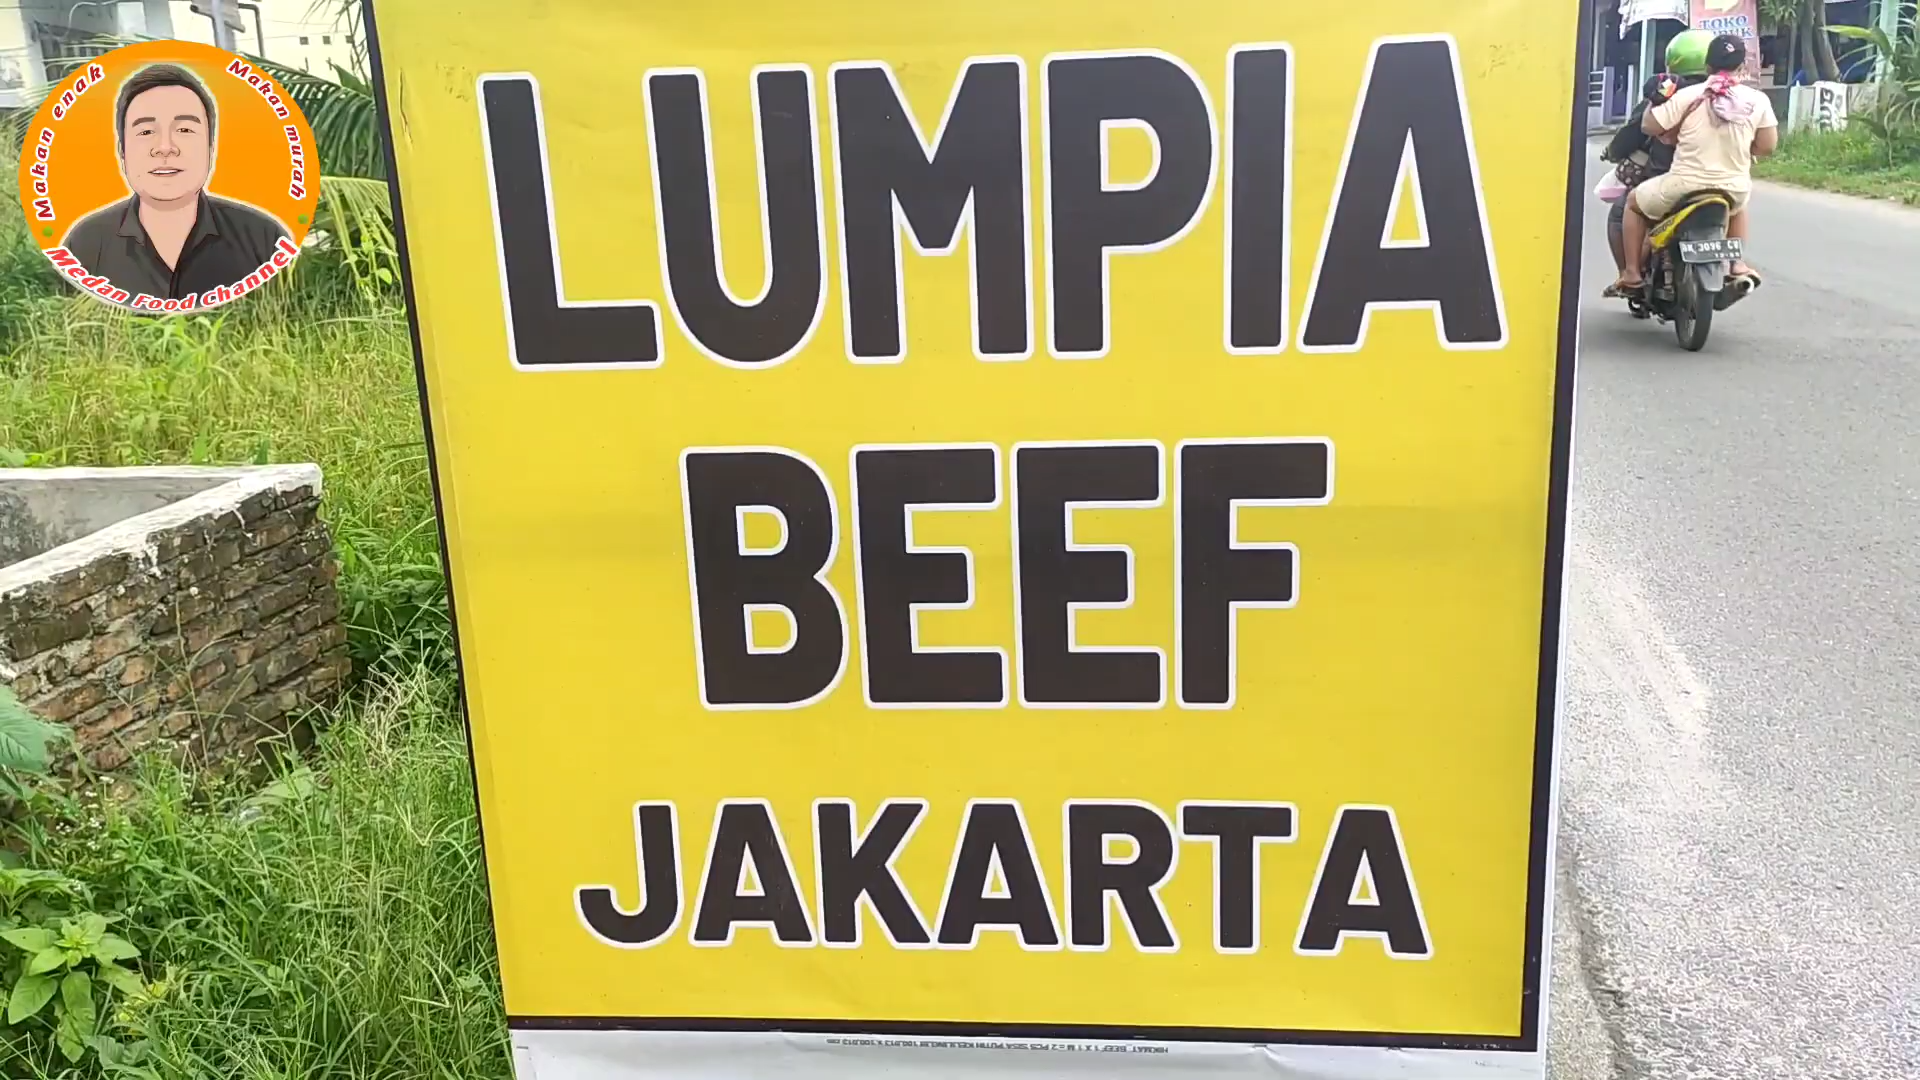 Makan enak
Makan murah
Medan Food Channel
LUMPIA
BEEF
JAKARTA
TOKO